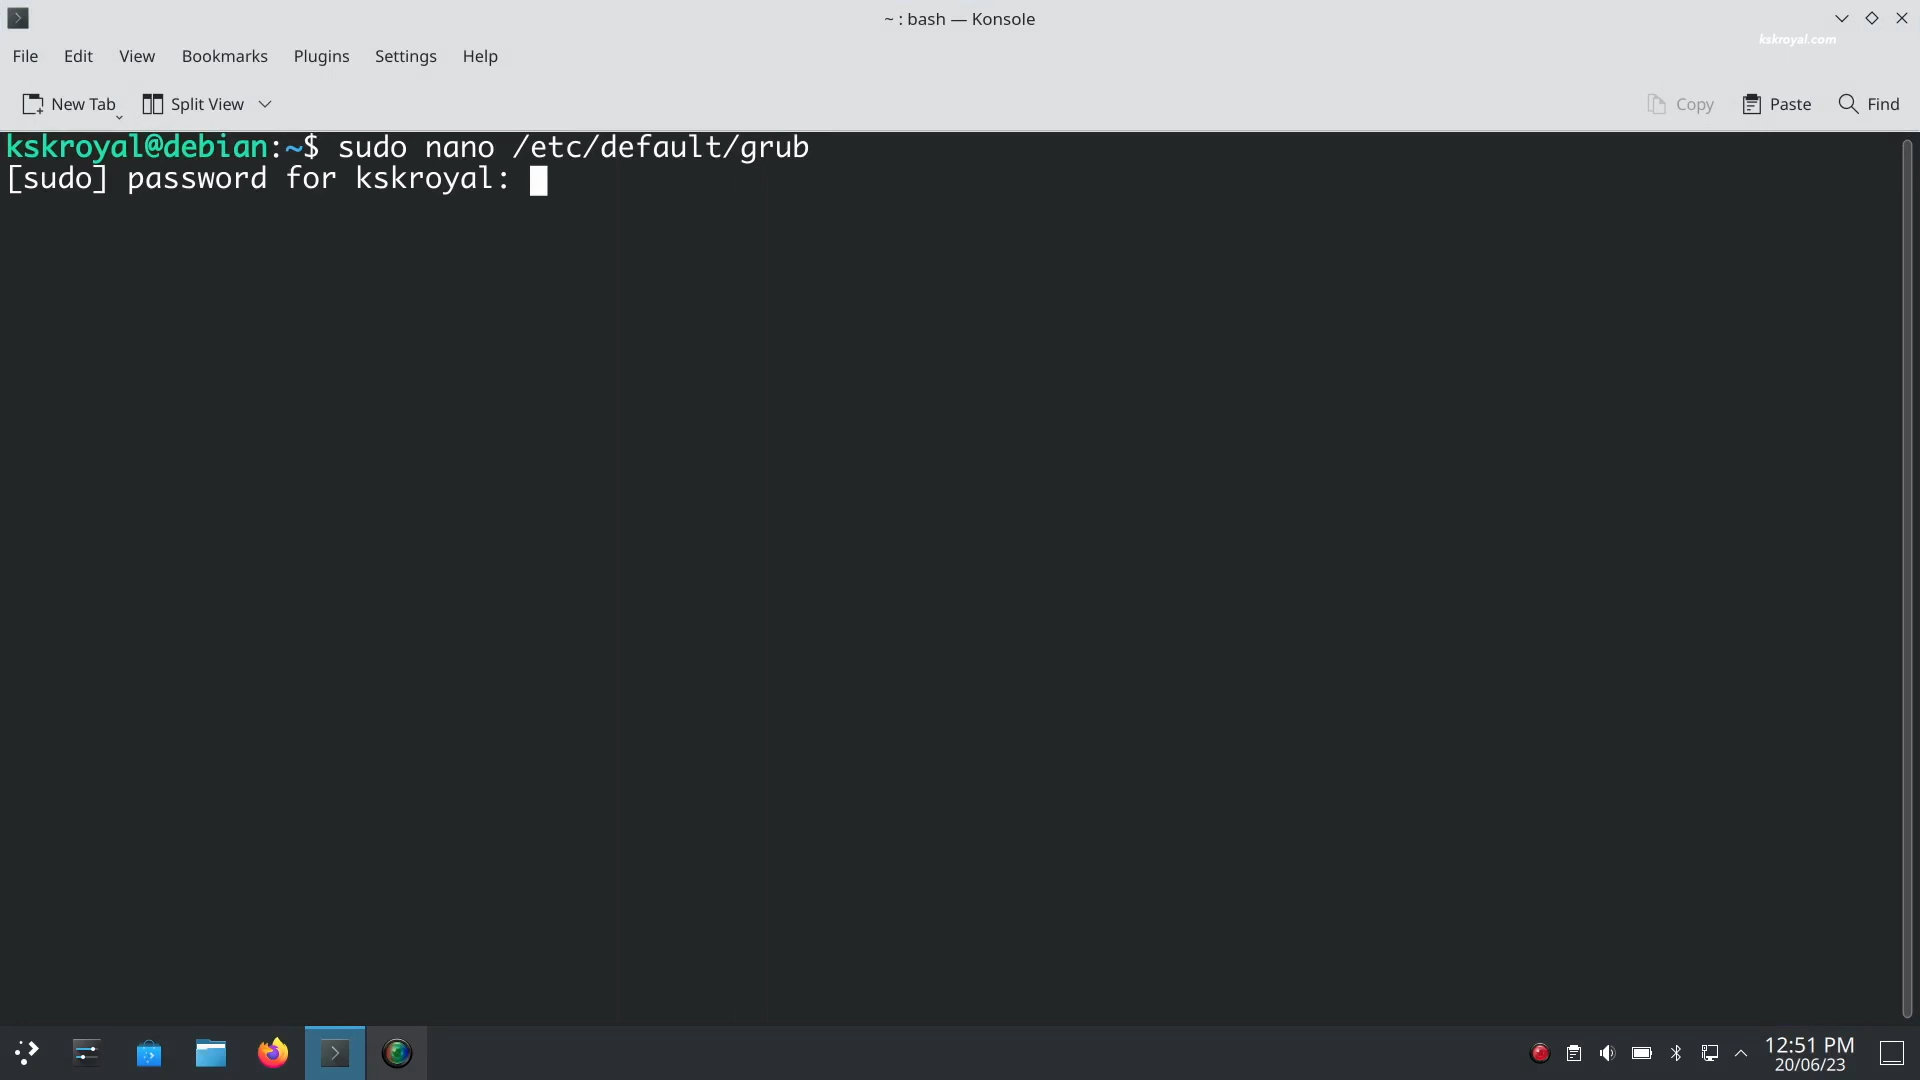 ~ : bash — Konsole
kskroyal.com
File Edit View Bookmarks Plugins Settings Help
New Tab Split View Copy Paste Find
kskroyal@debian:~$ sudo nano /etc/default/grub
[sudo] password for kskroyal:
12:51 PM
20/06/23